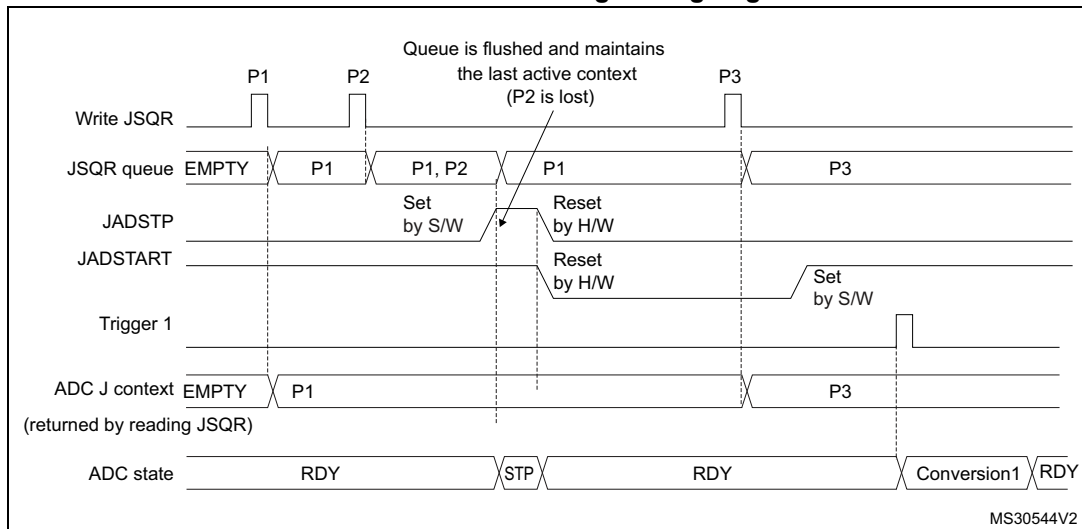 Queue is flushed and maintains
the last active context
(P2 is lost)
P1
P2
P3
Write JSQR
JSQR queue
EMPTY
P1
P1, P2
P1
P3
Set
by S/W
Reset
by H/W
JADSTP
JADSTART
Reset
by H/W
Set
by S/W
Trigger 1
ADC J context
EMPTY
P1
P3
(returned by reading JSQR)
ADC state
RDY
STP
RDY
Conversion1
RDY
MS30544V2